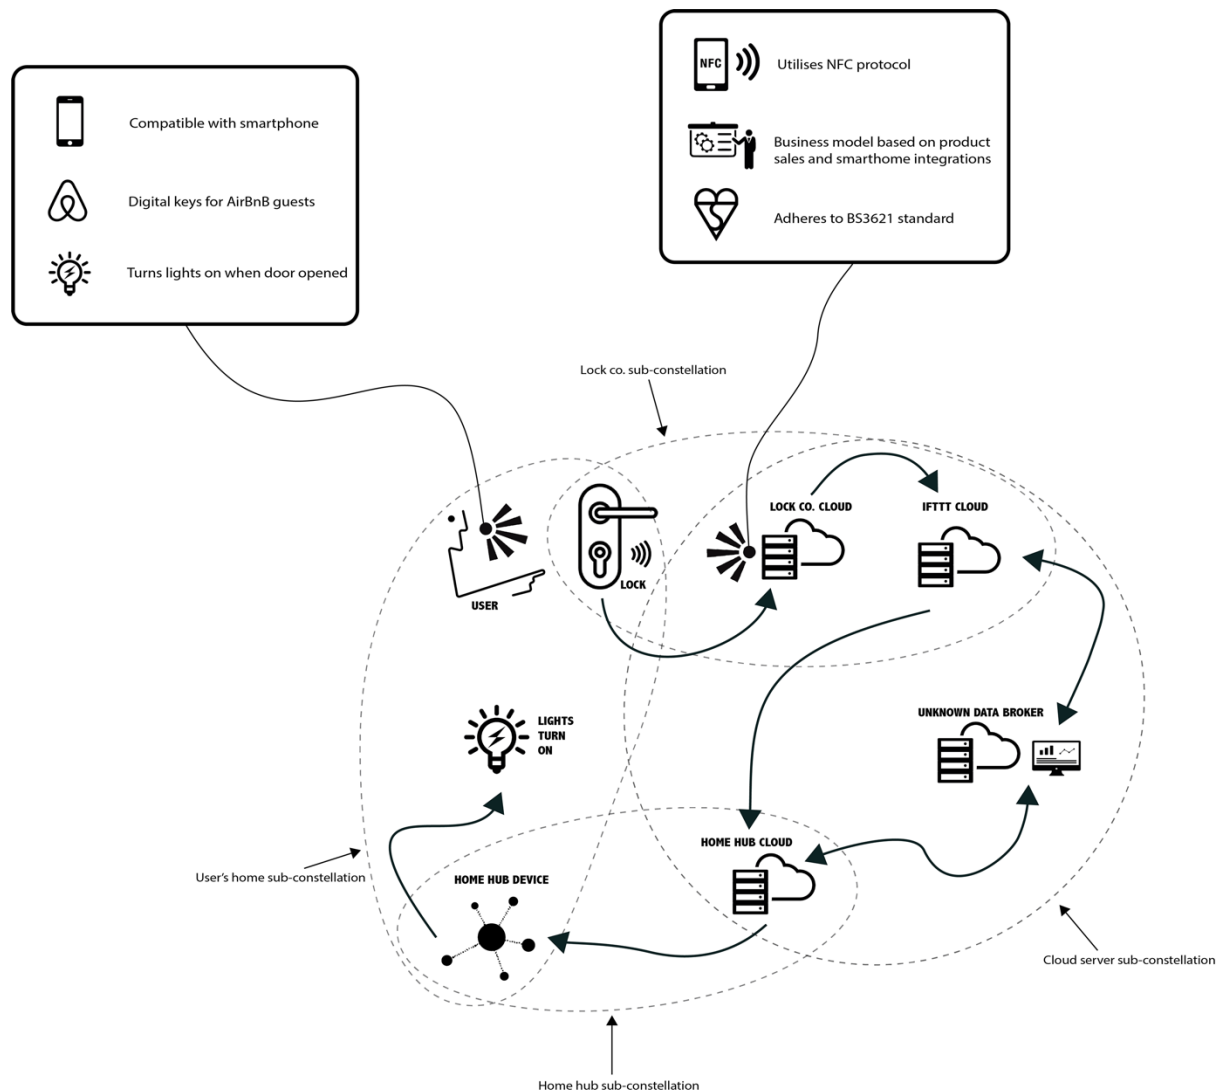 NFC
Utilises NFC protocol
Business model based on product
sales and smarthome integrations
Adheres to BS3621 standard
Compatible with smartphone
Digital keys for AirBnB guests
Turns lights on when door opened
Lock co. sub-constellation
LOCK CO. CLOUD
IFTTT CLOUD
LOCK
USER
LIGHTS
TURN
ON
UNKNOWN DATA BROKER
HOME HUB CLOUD
User's home sub-constellation
HOME HUB DEVICE
Cloud server sub-constellation
Home hub sub-constellation